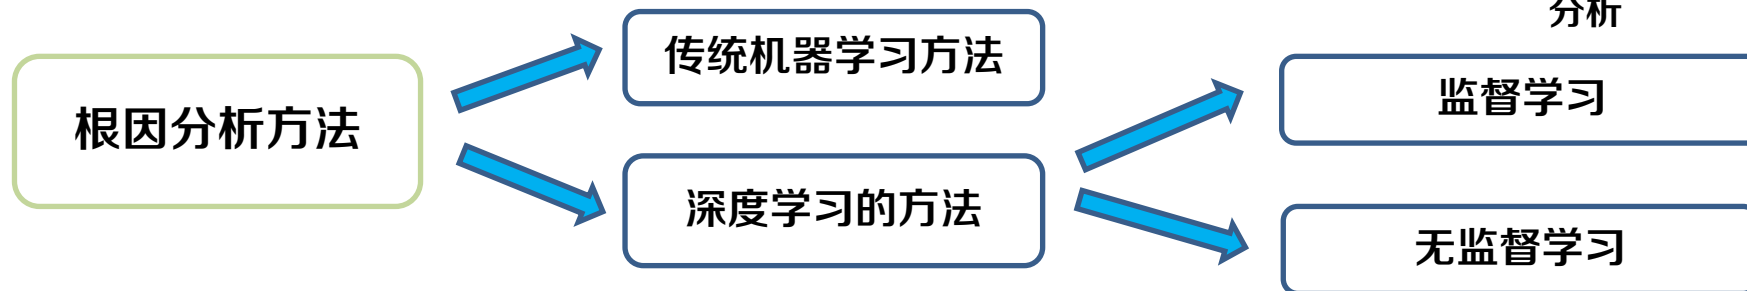 分析
传统机器学习方法
根因分析方法
监督学习
深度学习的方法
无监督学习